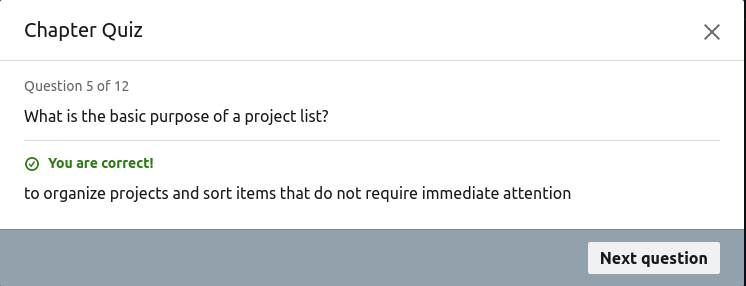 Chapter Quiz
Question 5 of 12
What is the basic purpose of a project list?
You are correct!
to organize projects and sort items that do not require immediate attention
Next question